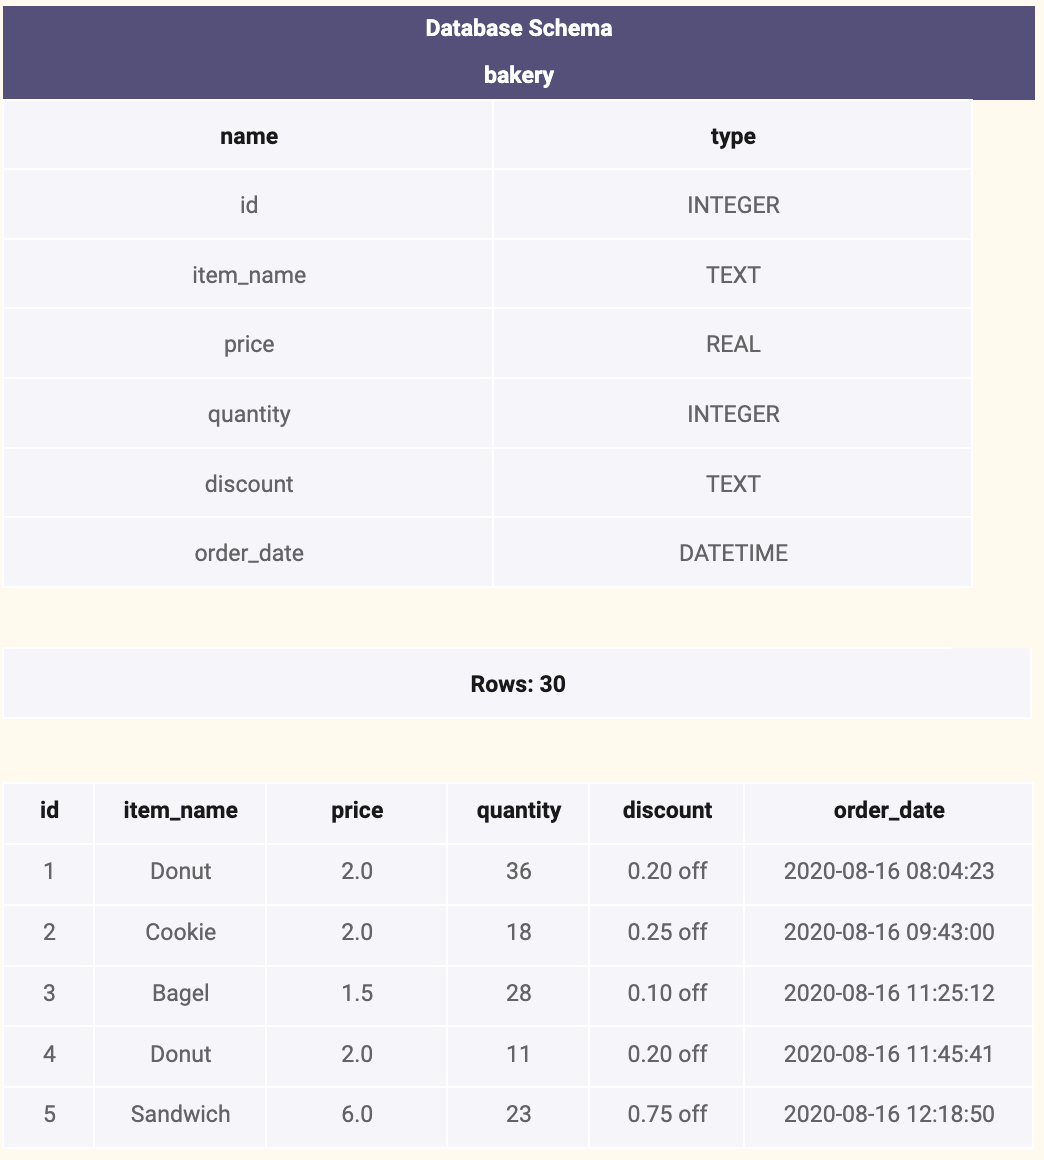 Database Schema
bakery
name type
id INTEGER
item_name TEXT
price REAL
quantity INTEGER
discount TEXT
order_date DATETIME
Rows: 30
id item_name price quantity discount order_date
1 Donut 2.0 36 0.20 off 2020-08-16 08:04:23
2 Cookie 2.0 18 0.25 off 2020-08-16 09:43:00
3 Bagel 1.5 28 0.10 off 2020-08-16 11:25:12
4 Donut 2.0 11 0.20 off 2020-08-16 11:45:41
5 Sandwich 6.0 23 0.75 off 2020-08-16 12:18:50